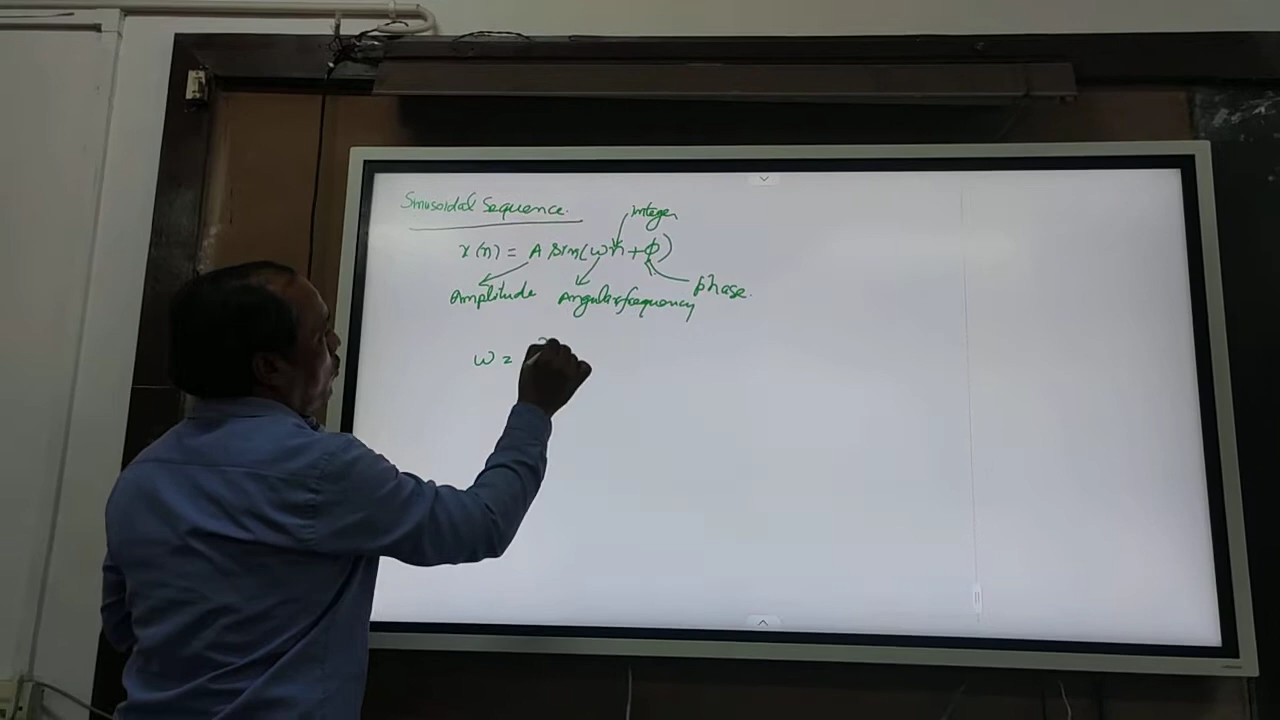 Sinusoidal Sequence.
integer
x(n) = A Sin(ωn + φ)
Amplitude Angular frequency phase.
ω =